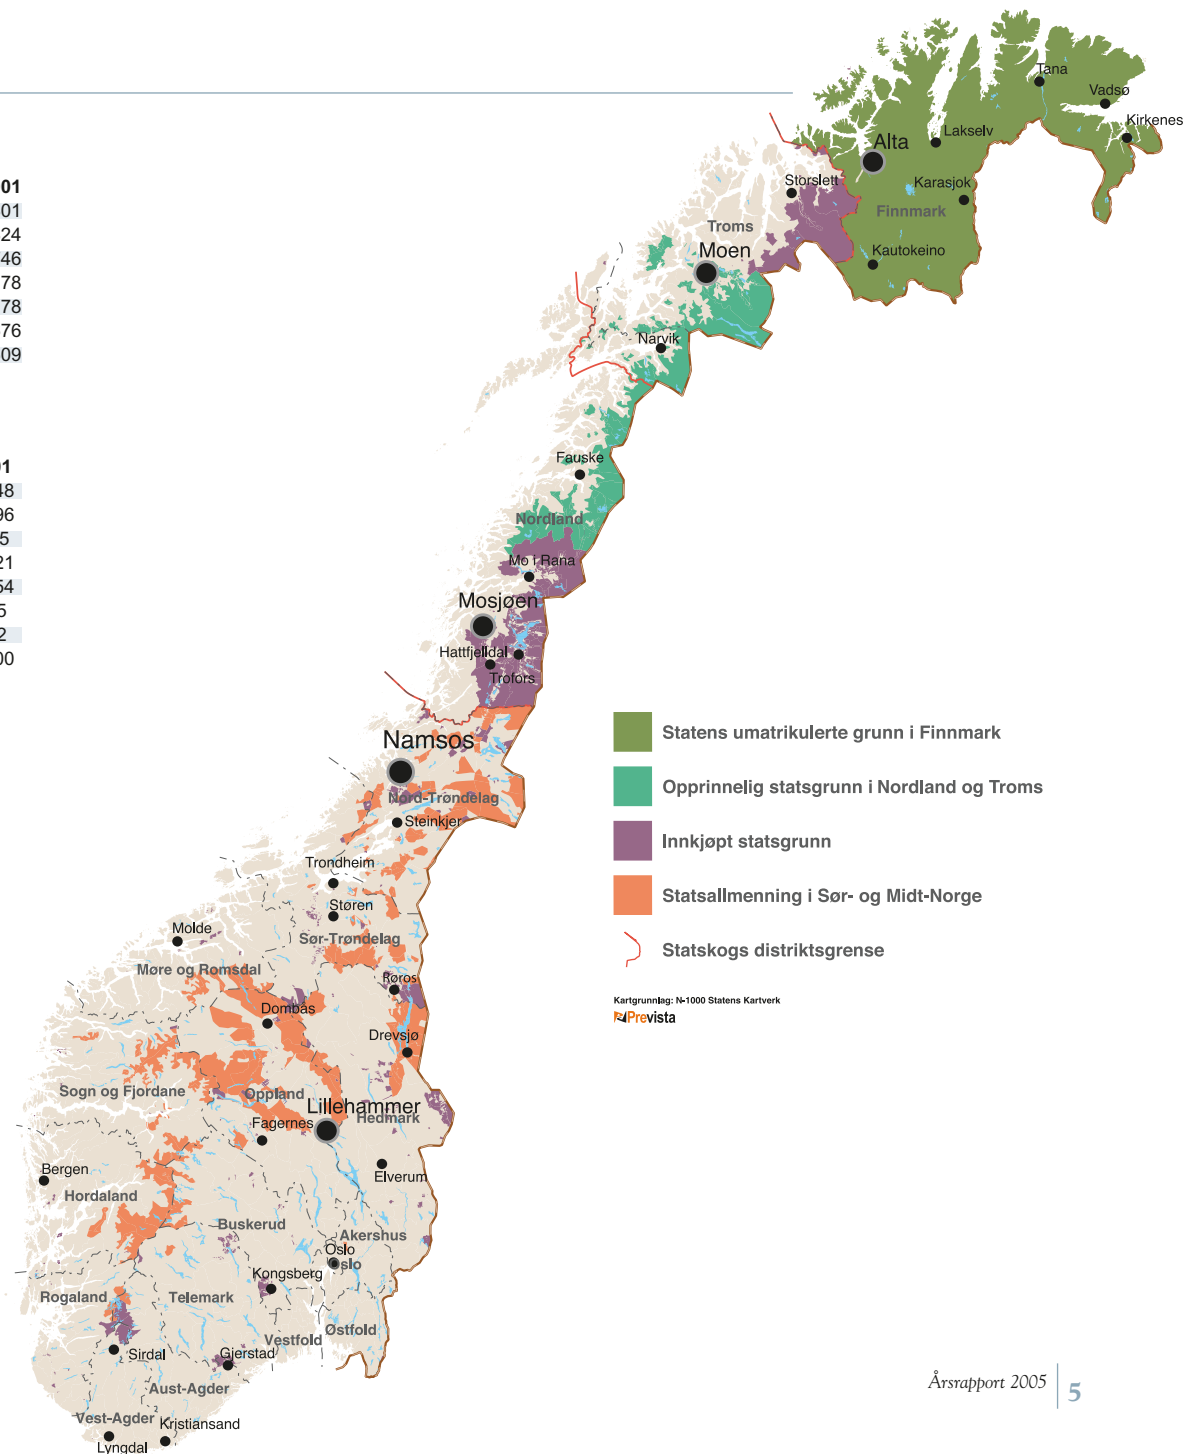 01
01
24
46
78
78
76
09
01
48
96
5
21
54
5
2
00
Tana
Vadsø
Kirkenes
Lakselv
Alta
Karasjok
Storslett
Finnmark
Troms
Moen
Kautokeino
Narvik
Fauske
Nordland
Mo i Rana
Mosjøen
Hattfjelldal
Trofors
Namsos
Nord-Trøndelag
Steinkjer
Trondheim
Støren
Molde
Sør-Trøndelag
Møre og Romsdal
Røros
Dombås
Drevsjø
Sogn og Fjordane
Oppland
Lillehammer
Hedmark
Fagernes
Bergen
Elverum
Hordaland
Buskerud
Akershus
Oslo
Oslo
Kongsberg
Rogaland
Telemark
Vestfold
Østfold
Sirdal
Gjerstad
Aust-Agder
Vest-Agder
Kristiansand
Lyngdal
Statens umatrikulerte grunn i Finnmark
Opprinnelig statsgrunn i Nordland og Troms
Innkjøpt statsgrunn
Statsallmenning i Sør- og Midt-Norge
Statskogs distriktsgrense
Kartgrunnlag: N-1000 Statens Kartverk
Prevista
Årsrapport 2005 5